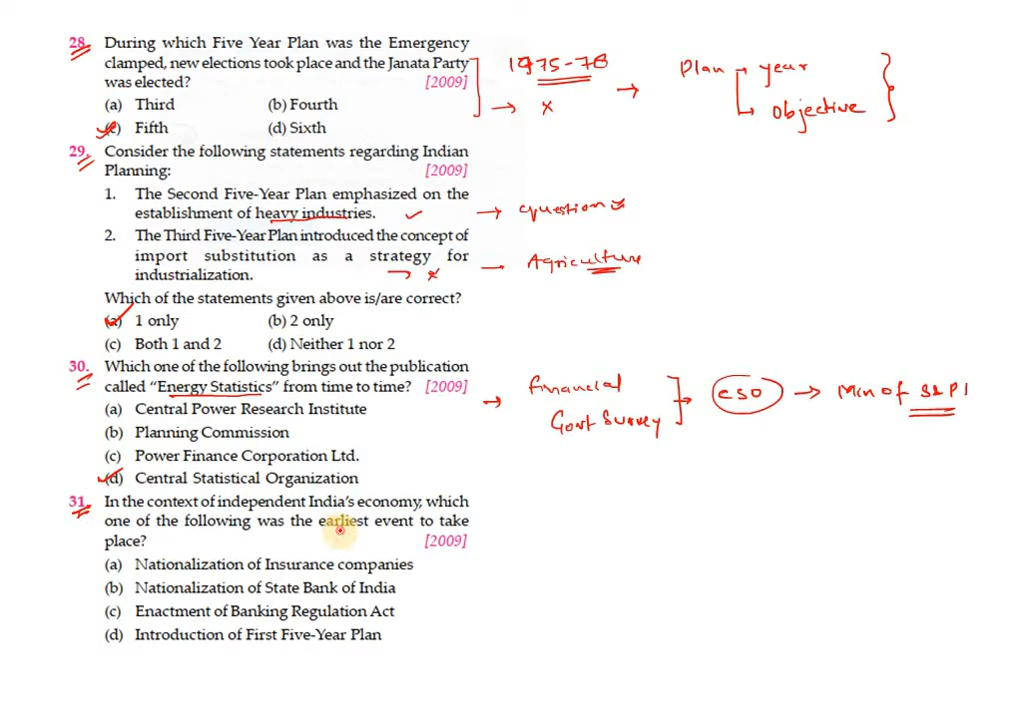 28. During which Five Year Plan was the Emergency
clamped, new elections took place and the Janata Party
was elected? [2009]
(a) Third (b) Fourth
(c) Fifth (d) Sixth
1975-78
x
Plan → year
Objective
29. Consider the following statements regarding Indian
Planning: [2009]
1. The Second Five-Year Plan emphasized on the
establishment of heavy industries.
→ questions
2. The Third Five-Year Plan introduced the concept of
import substitution as a strategy for
industrialization.
→ x
— Agriculture
Which of the statements given above is/are correct?
(a) 1 only (b) 2 only
(c) Both 1 and 2 (d) Neither 1 nor 2
30. Which one of the following brings out the publication
called “Energy Statistics” from time to time? [2009]
(a) Central Power Research Institute
(b) Planning Commission
(c) Power Finance Corporation Ltd.
(d) Central Statistical Organization
→ Financial
Govt Survey
→ CSO → Min of S&PI
31. In the context of independent India’s economy, which
one of the following was the earliest event to take
place? [2009]
(a) Nationalization of Insurance companies
(b) Nationalization of State Bank of India
(c) Enactment of Banking Regulation Act
(d) Introduction of First Five-Year Plan